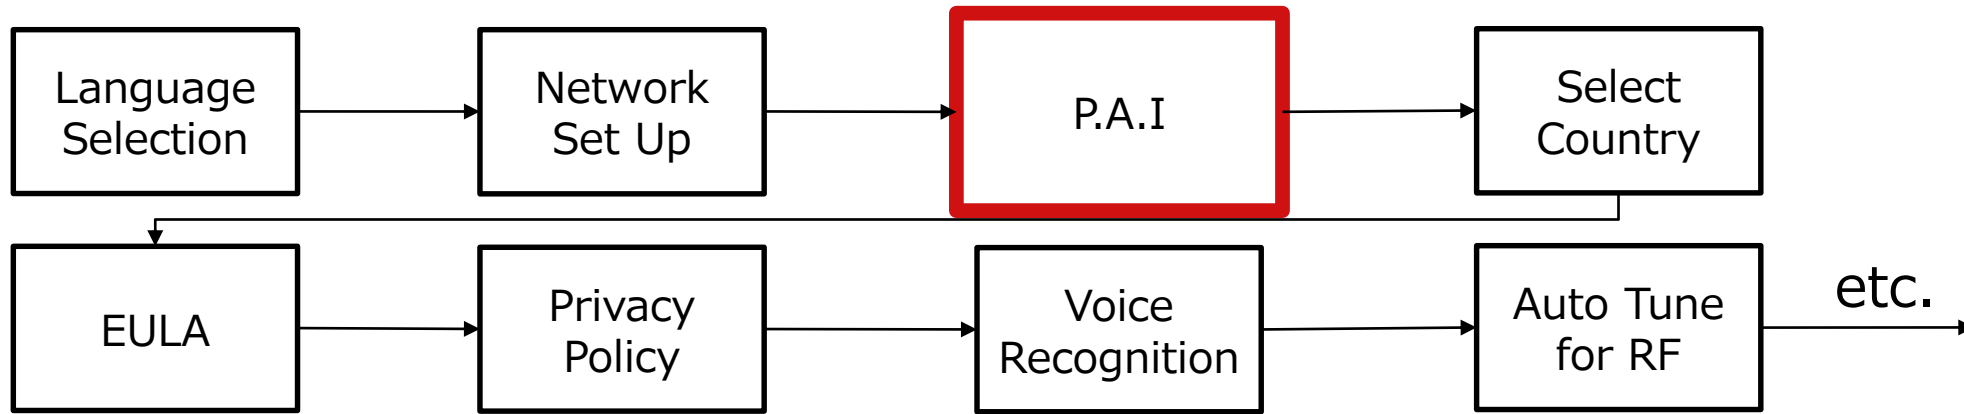 Language
Selection
Network
Set Up
P.A.I
Select
Country
EULA
Privacy
Policy
Voice
Recognition
Auto Tune
for RF
etc.